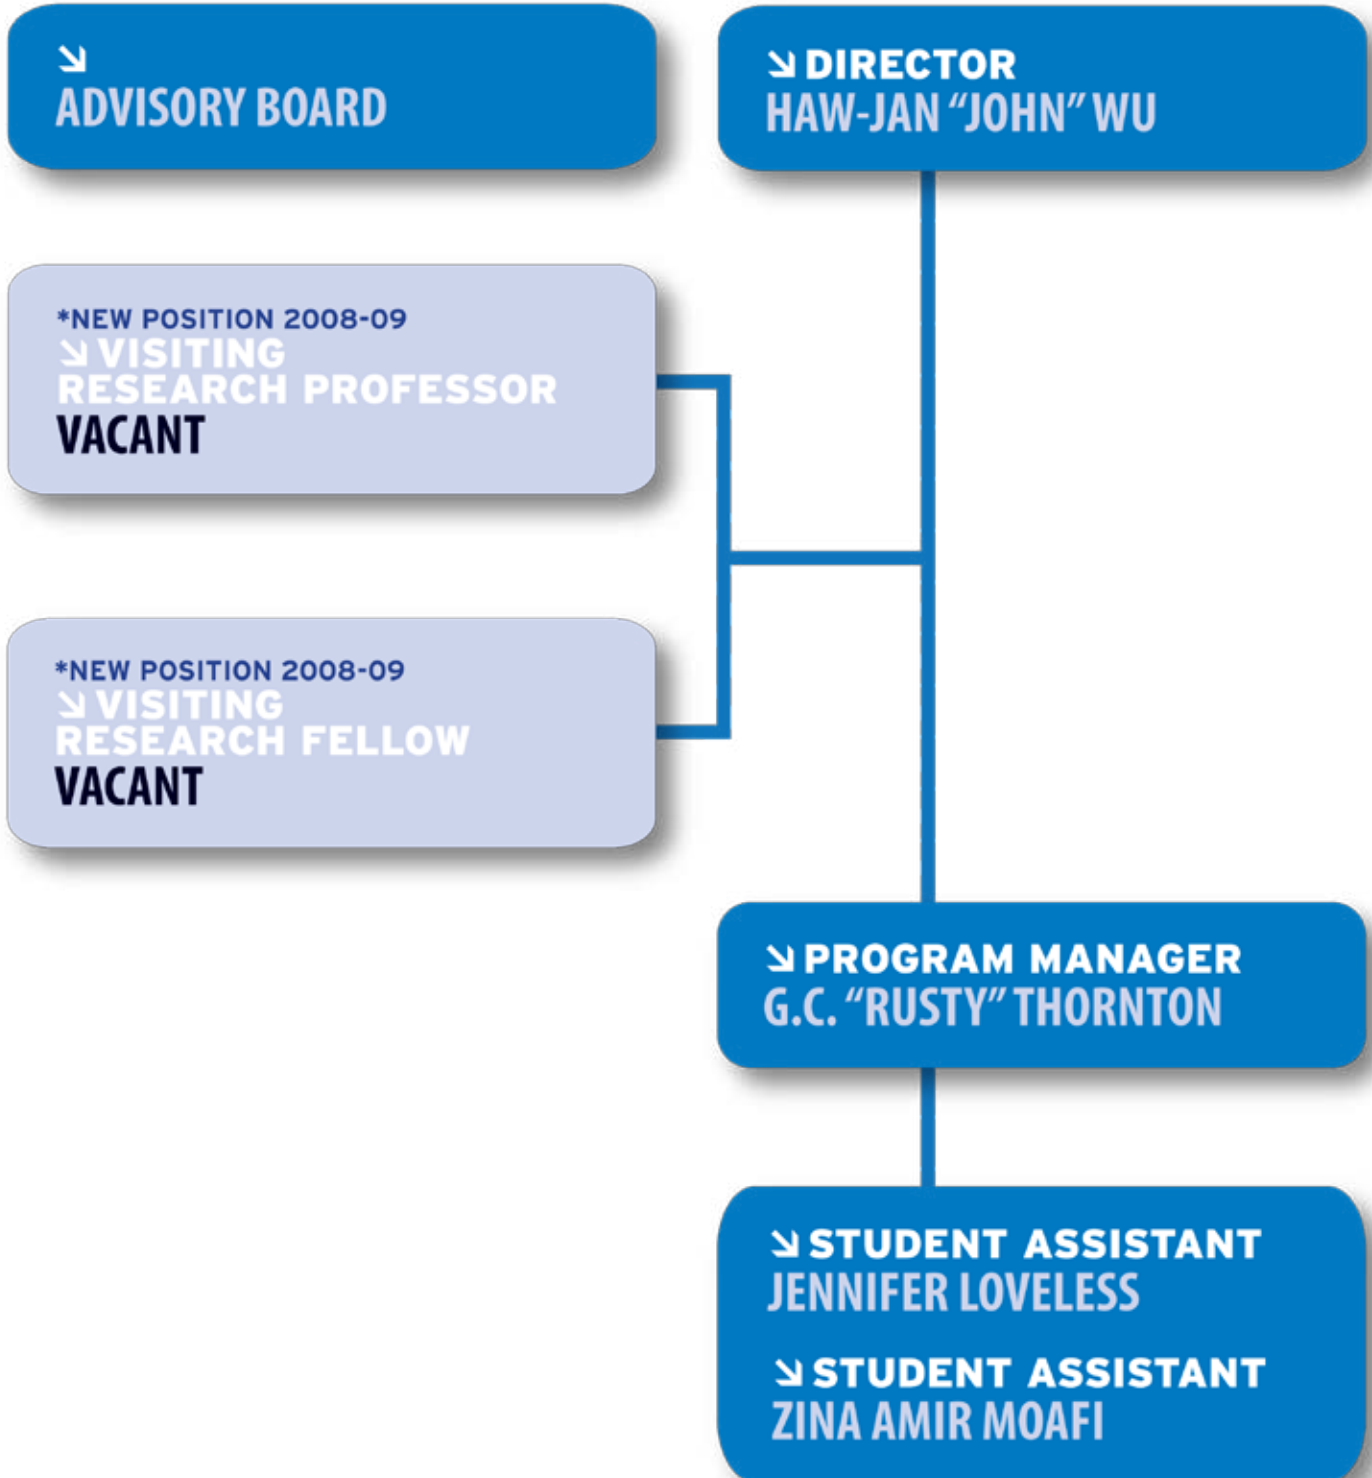 ADVISORY BOARD
DIRECTOR
HAW-JAN “JOHN” WU
*NEW POSITION 2008-09
VISITING
RESEARCH PROFESSOR
VACANT
*NEW POSITION 2008-09
VISITING
RESEARCH FELLOW
VACANT
PROGRAM MANAGER
G.C. “RUSTY” THORNTON
STUDENT ASSISTANT
JENNIFER LOVELESS
STUDENT ASSISTANT
ZINA AMIR MOAFI